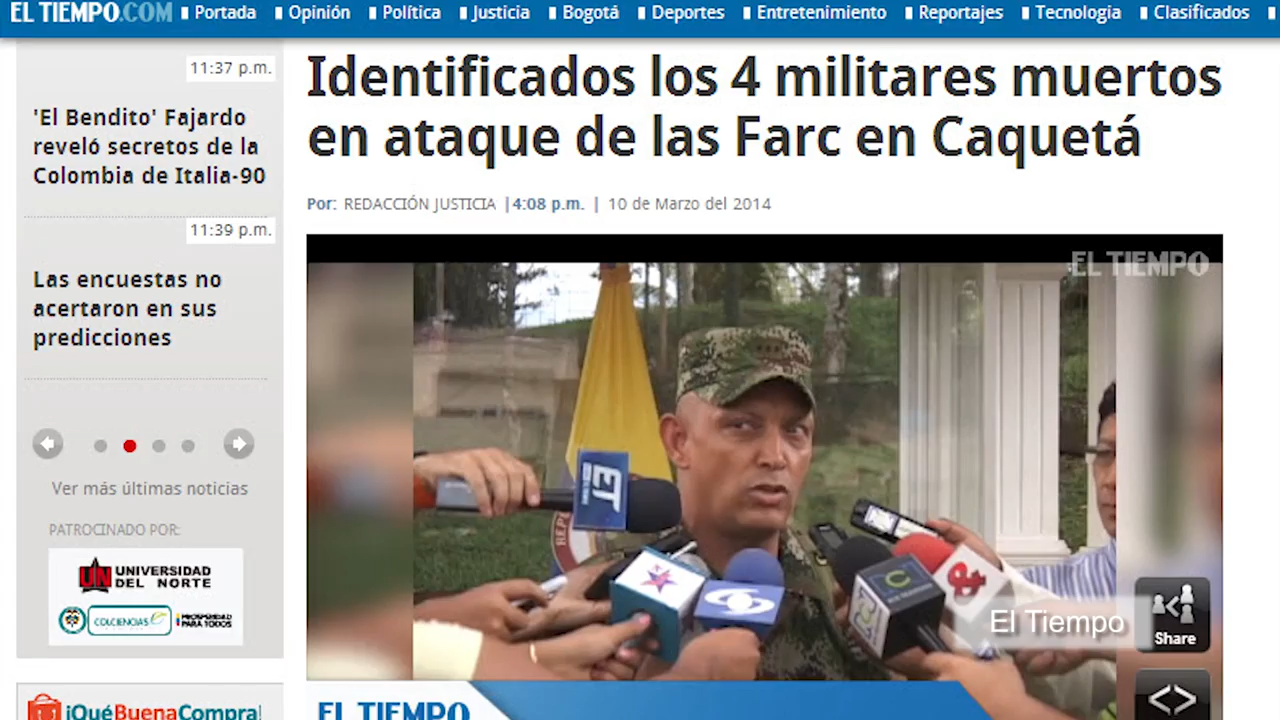 EL TIEMPO.COM Portada Opinión Política Justicia Bogotá Deportes Entretenimiento Reportajes Tecnología Clasificados
11:37 p.m.
'El Bendito' Fajardo
reveló secretos de la
Colombia de Italia-90
11:39 p.m.
Las encuestas no
acertaron en sus
predicciones
Ver más últimas noticias
PATROCINADO POR:
UN UNIVERSIDAD
DEL NORTE
COLCIENCIAS PROSPERIDAD
PARA TODOS
¡QuéBuenaCompra!
Identificados los 4 militares muertos
en ataque de las Farc en Caquetá
Por: REDACCIÓN JUSTICIA |4:08 p.m. | 10 de Marzo del 2014
EL TIEMPO
ET
El Tiempo
Share
EL TIEMPO